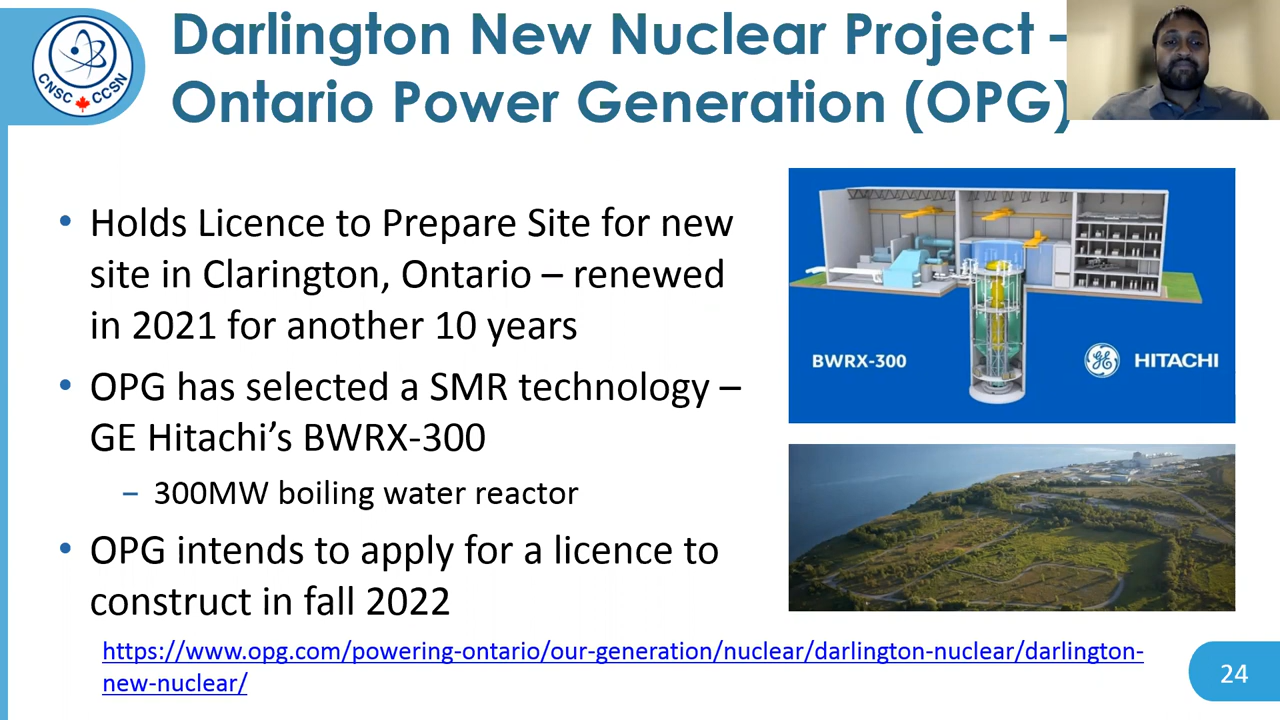 Darlington New Nuclear Project –
Ontario Power Generation (OPG)
CNSC CCSN
• Holds Licence to Prepare Site for new
site in Clarington, Ontario – renewed
in 2021 for another 10 years
• OPG has selected a SMR technology –
GE Hitachi’s BWRX-300
– 300MW boiling water reactor
• OPG intends to apply for a licence to
construct in fall 2022
https://www.opg.com/powering-ontario/our-generation/nuclear/darlington-nuclear/darlington-
new-nuclear/
BWRX-300
GE HITACHI
24